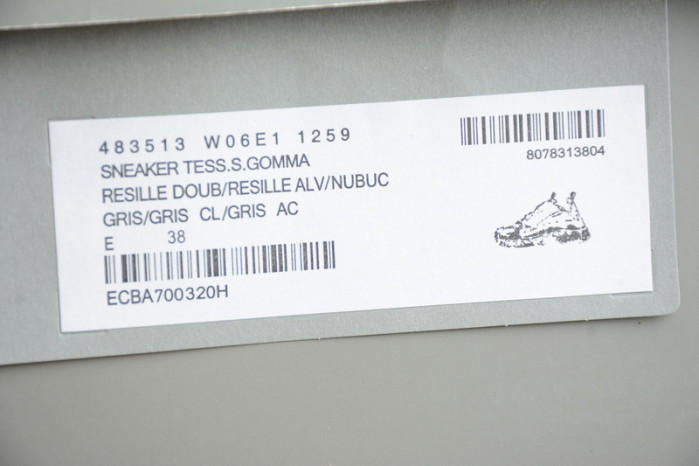 483513 W06E1 1259
SNEAKER TESS.S.GOMMA
RESILLE DOUB/RESILLE ALV/NUBUC
GRIS/GRIS CL/GRIS AC
E 38
ECBA700320H
8078313804